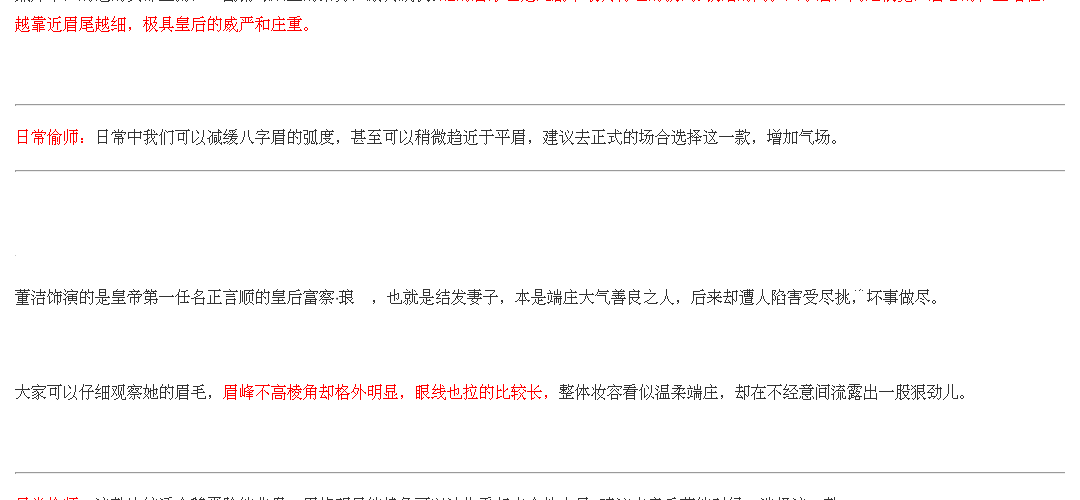 越靠近眉尾越细，极具皇后的威严和庄重。
日常偷师：日常中我们可以减缓八字眉的弧度，甚至可以稍微趋近于平眉，建议去正式的场合选择这一款，增加气场。
董洁饰演的是皇帝第一任名正言顺的皇后富察·琅 ，也就是结发妻子，本是端庄大气善良之人，后来却遭人陷害受尽挑，坏事做尽。
大家可以仔细观察她的眉毛，眉峰不高棱角却格外明显，眼线也拉的比较长，整体妆容看似温柔端庄，却在不经意间流露出一股狠劲儿。